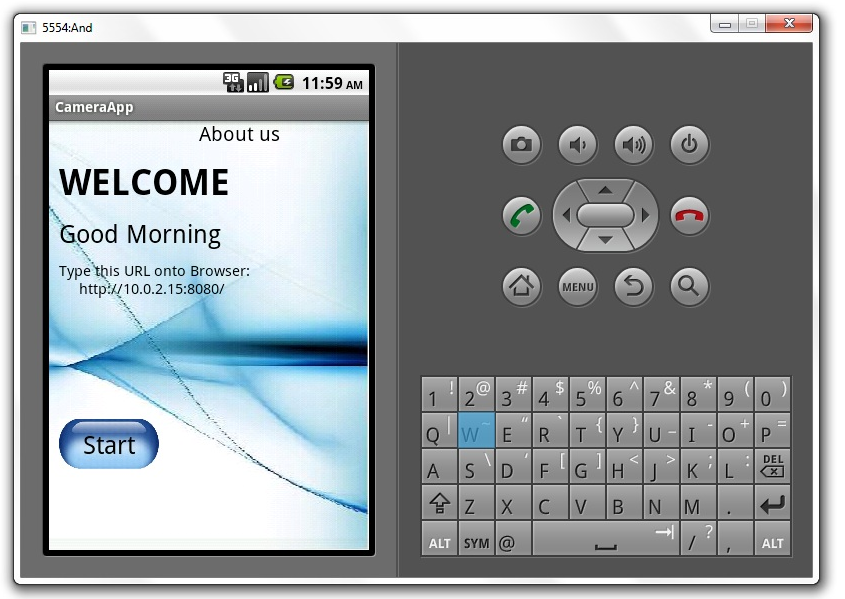 5554:And
3G 11:59 AM
CameraApp
About us
WELCOME
Good Morning
Type this URL onto Browser:
http://10.0.2.15:8080/
Start
MENU
1 ! 2 @ 3 # 4 $ 5 % 6 ^ 7 & 8 * 9 ( 0 )
Q | W ~ E “ R ` T { Y } U _ I - O + P =
A S \ D ‘ F [ G ] H < J > K ; L : DEL
Z X C V B N M .
ALT SYM @ / ? , ALT